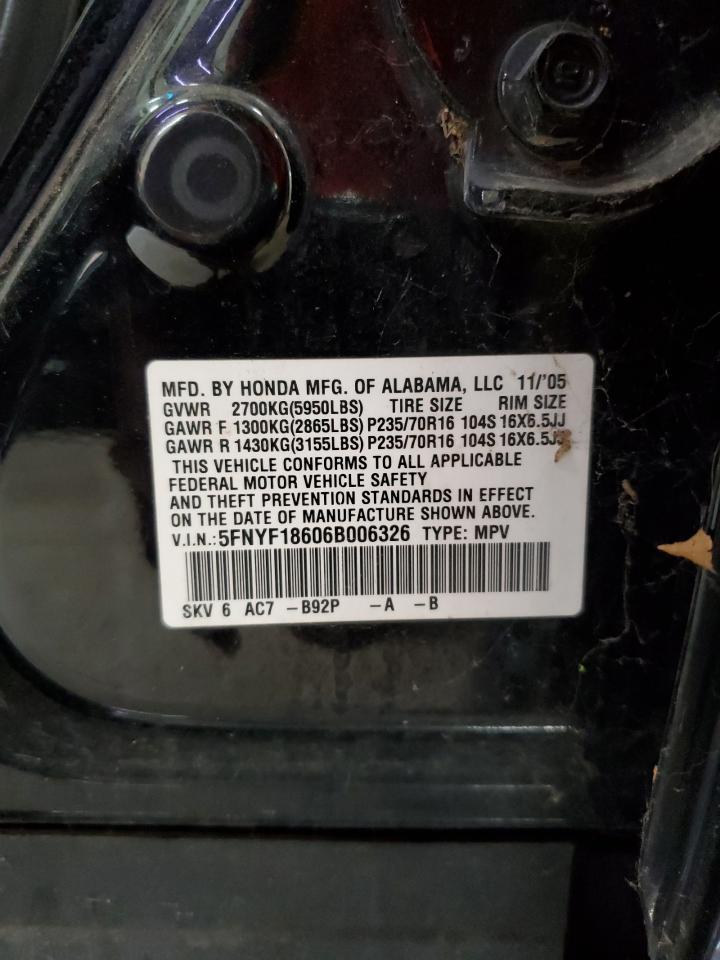 MFD. BY HONDA MFG. OF ALABAMA, LLC 11/'05
GVWR 2700KG(5950LBS) TIRE SIZE RIM SIZE
GAWR F 1300KG(2865LBS) P235/70R16 104S 16X6.5JJ
GAWR R 1430KG(3155LBS) P235/70R16 104S 16X6.5JJ
THIS VEHICLE CONFORMS TO ALL APPLICABLE
FEDERAL MOTOR VEHICLE SAFETY
AND THEFT PREVENTION STANDARDS IN EFFECT
ON THE DATE OF MANUFACTURE SHOWN ABOVE.
V.I.N.: 5FNYF18606B006326 TYPE: MPV
SKV 6 AC7 -B92P -A -B